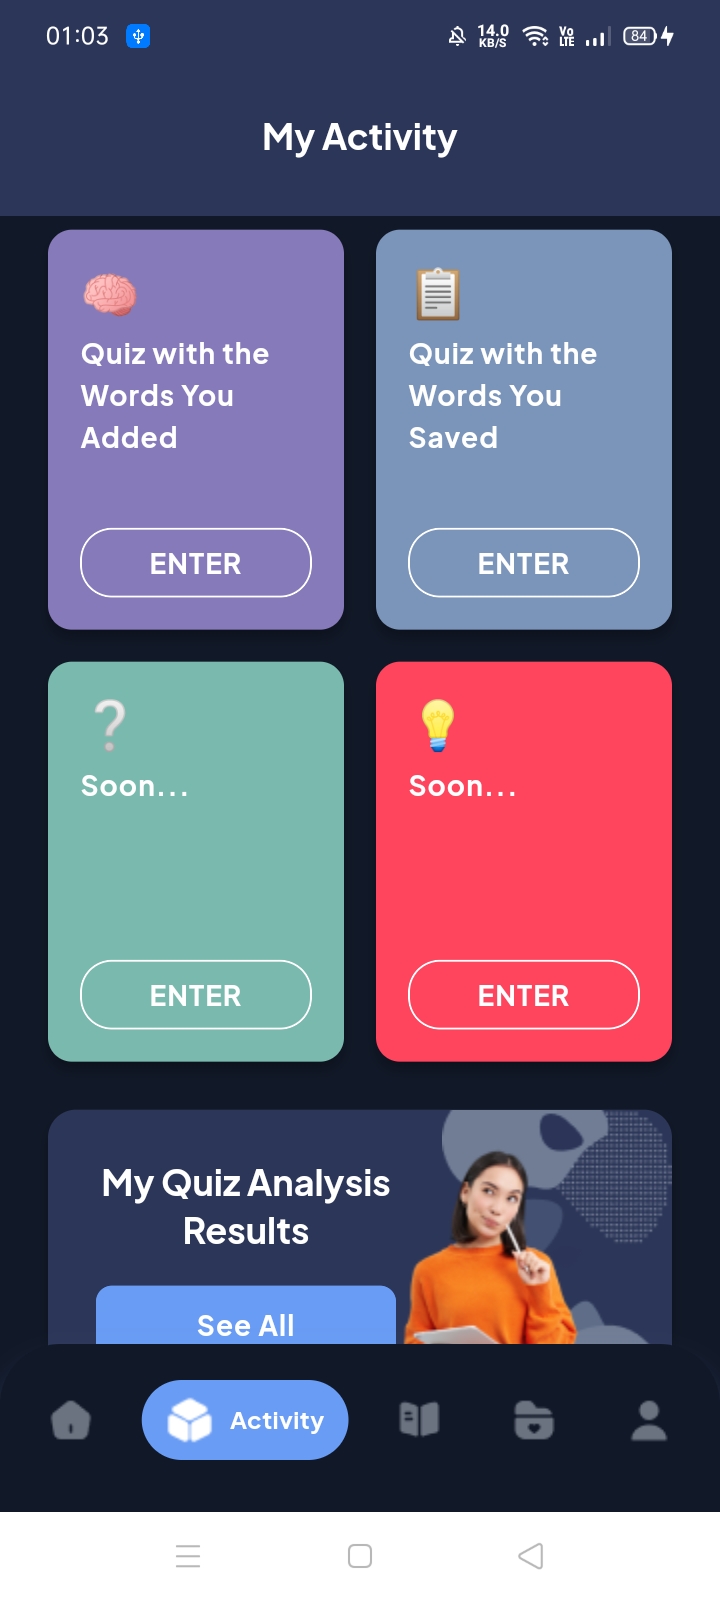 01:03
14.0
KB/S
Vo
LTE
84
My Activity
Quiz with the
Words You
Added
ENTER
Quiz with the
Words You
Saved
ENTER
Soon...
ENTER
Soon...
ENTER
My Quiz Analysis
Results
See All
Activity